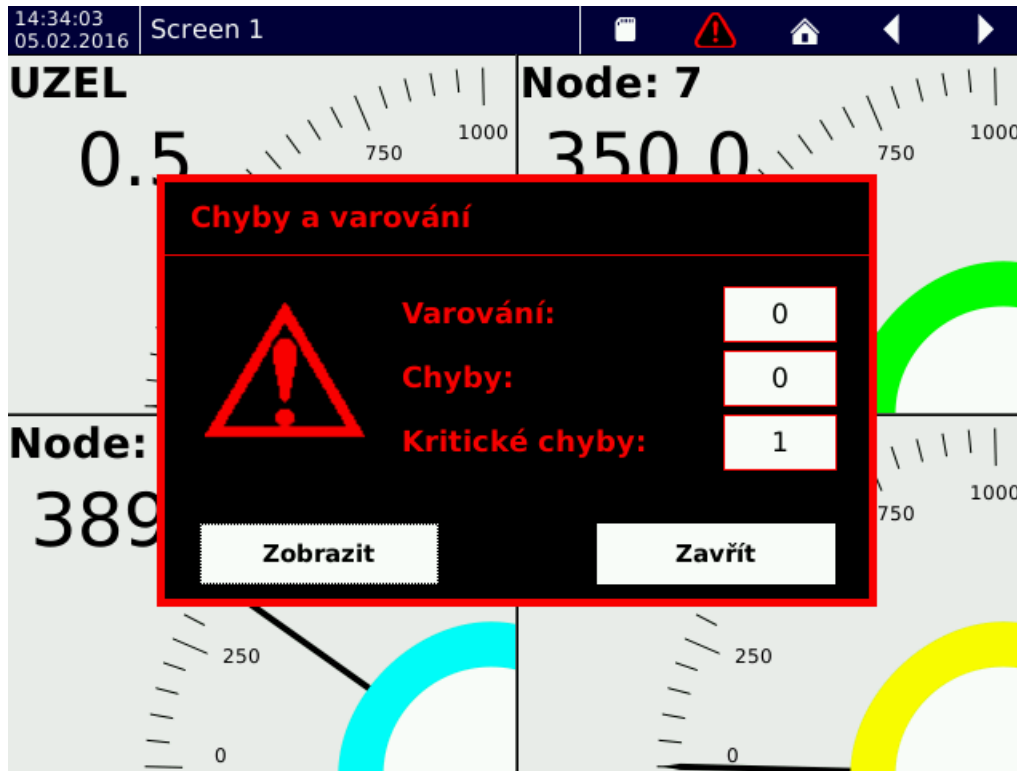 14:34:03
05.02.2016
Screen 1
UZEL
0.5
750
1000
Node: 7
350.0
750
1000
Chyby a varování
Varování:
0
Chyby:
0
Kritické chyby:
1
Zobrazit
Zavřít
Node:
389
250
0
750
1000
250
0